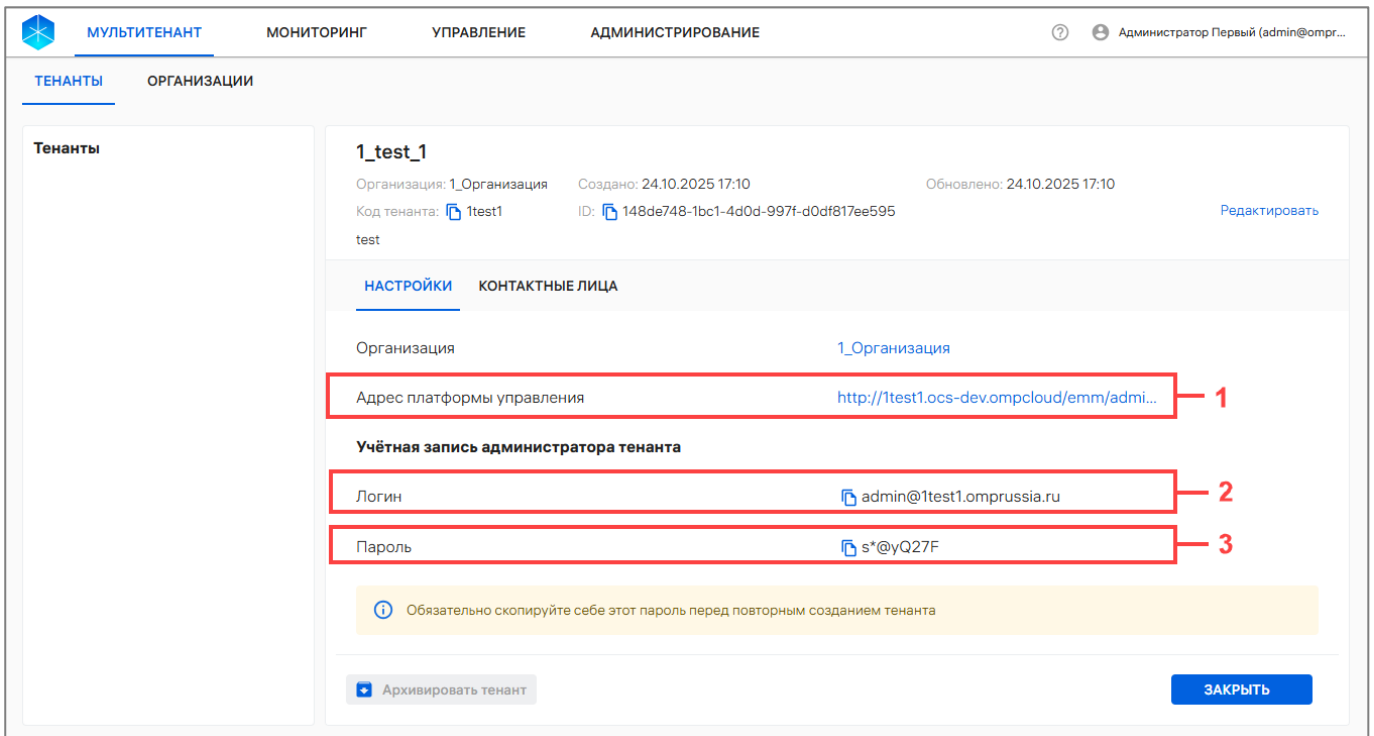 МУЛЬТИТЕНАНТ МОНИТОРИНГ УПРАВЛЕНИЕ АДМИНИСТРИРОВАНИЕ Администратор Первый (admin@ompr...
ТЕНАНТЫ ОРГАНИЗАЦИИ
Тенанты
1_test_1
Организация: 1_Организация Создано: 24.10.2025 17:10 Обновлено: 24.10.2025 17:10
Код тенанта: 1test1 ID: 148de748-1bc1-4d0d-997f-d0df817ee595 Редактировать
test
НАСТРОЙКИ КОНТАКТНЫЕ ЛИЦА
Организация 1_Организация
Адрес платформы управления http://1test1.ocs-dev.ompcloud/emm/admi... 1
Учётная запись администратора тенанта
Логин admin@1test1.omprussia.ru 2
Пароль s*@yQ27F 3
Обязательно скопируйте себе этот пароль перед повторным созданием тенанта
Архивировать тенант ЗАКРЫТЬ